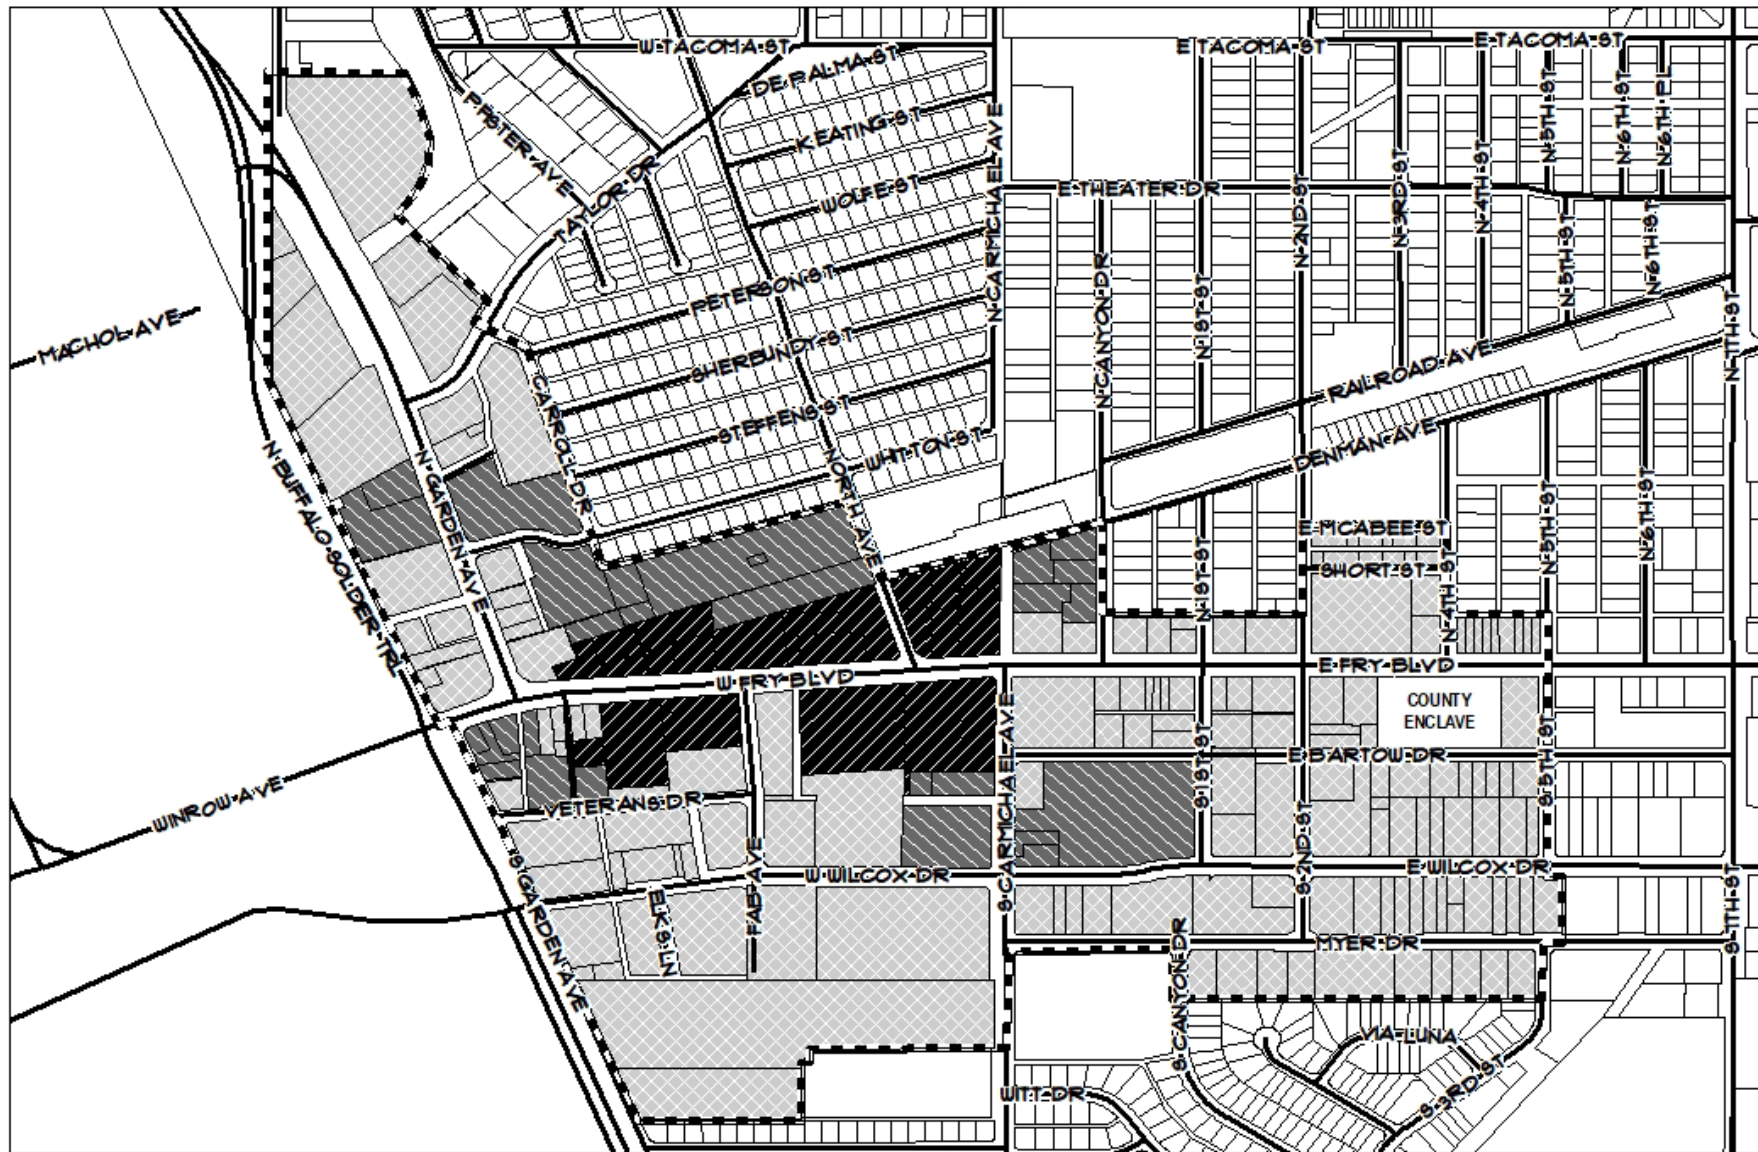 W TACOMA ST
E TACOMA ST
E TACOMA ST
DE PALMA ST
PFISTER AVE
KEATING ST
N CARMICHAEL AVE
N 5TH ST
N 6TH ST
N 6TH PL
TAYLOR DR
WOLFE ST
E THEATER DR
N 2ND ST
N 3RD ST
N 4TH ST
PETERSON ST
N CANYON DR
N 1ST ST
N 5TH ST
N 6TH ST
MACHOL AVE
SHERBUNDY ST
RAILROAD AVE
N 7TH ST
CARROLL DR
STEFFENS ST
WHITTON ST
DENMAN AVE
N BUFFALO SOLDIER TRL
N GARDEN AVE
NORTH AVE
E MCABEE ST
SHORT ST
N 1ST ST
N 4TH ST
N 5TH ST
N 6TH ST
W FRY BLVD
E FRY BLVD
COUNTY
ENCLAVE
S CARMICHAEL AVE
S 1ST ST
E BARTOW DR
S 5TH ST
WINROW AVE
VETERANS DR
FAB AVE
S 2ND ST
W WILCOX DR
E WILCOX DR
S GARDEN AVE
ELKS LN
S 7TH ST
MYER DR
S CANYON DR
VIA LUNA
WITT DR
S 3RD ST